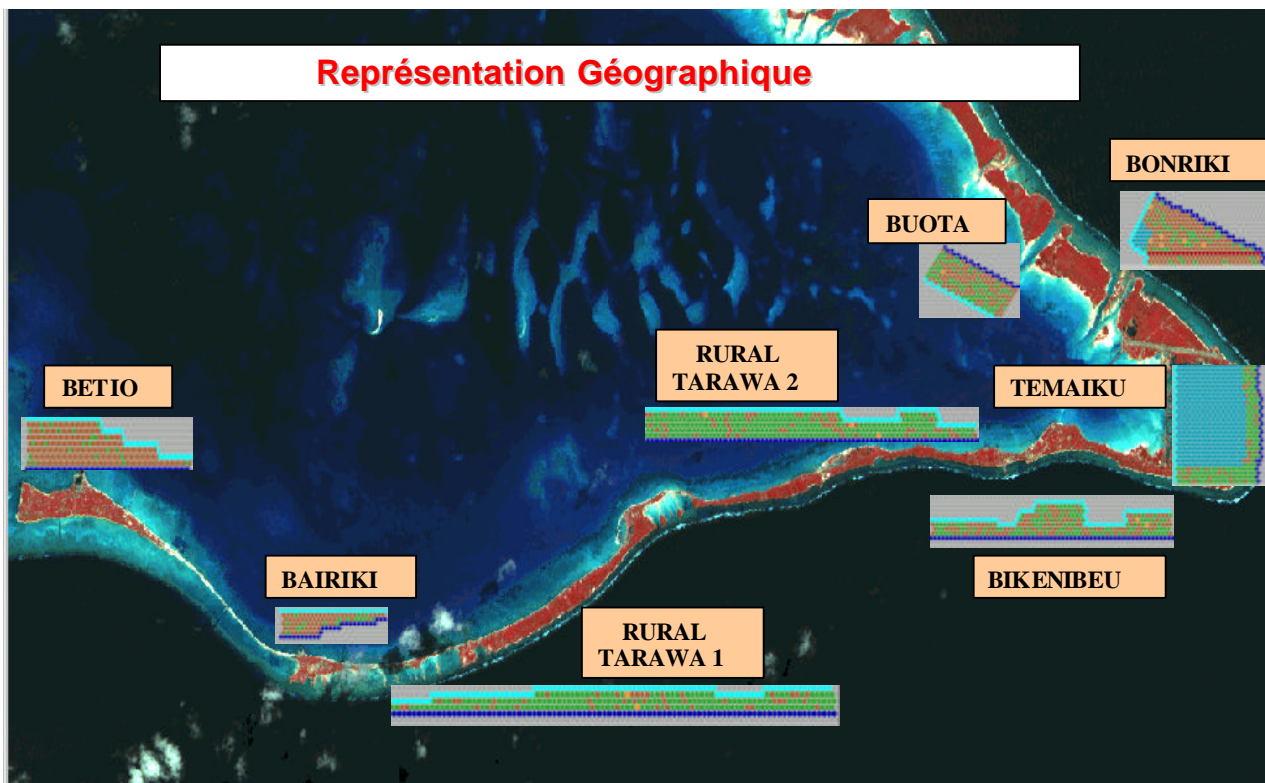 Représentation Géographique
BONRIKI
BUOTA
RURAL
TARAWA 2
TEMAIKU
BETIO
BIKENIBEU
BAIRIKI
RURAL
TARAWA 1